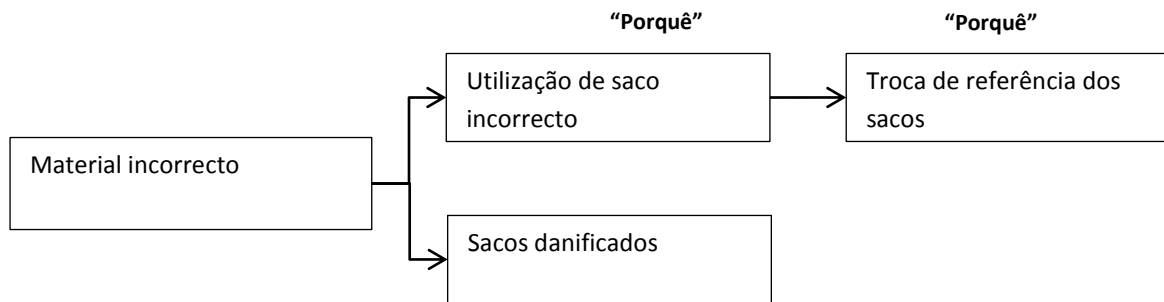 “Porquê”
“Porquê”
Utilização de saco
incorrecto
Troca de referência dos
sacos
Material incorrecto
Sacos danificados